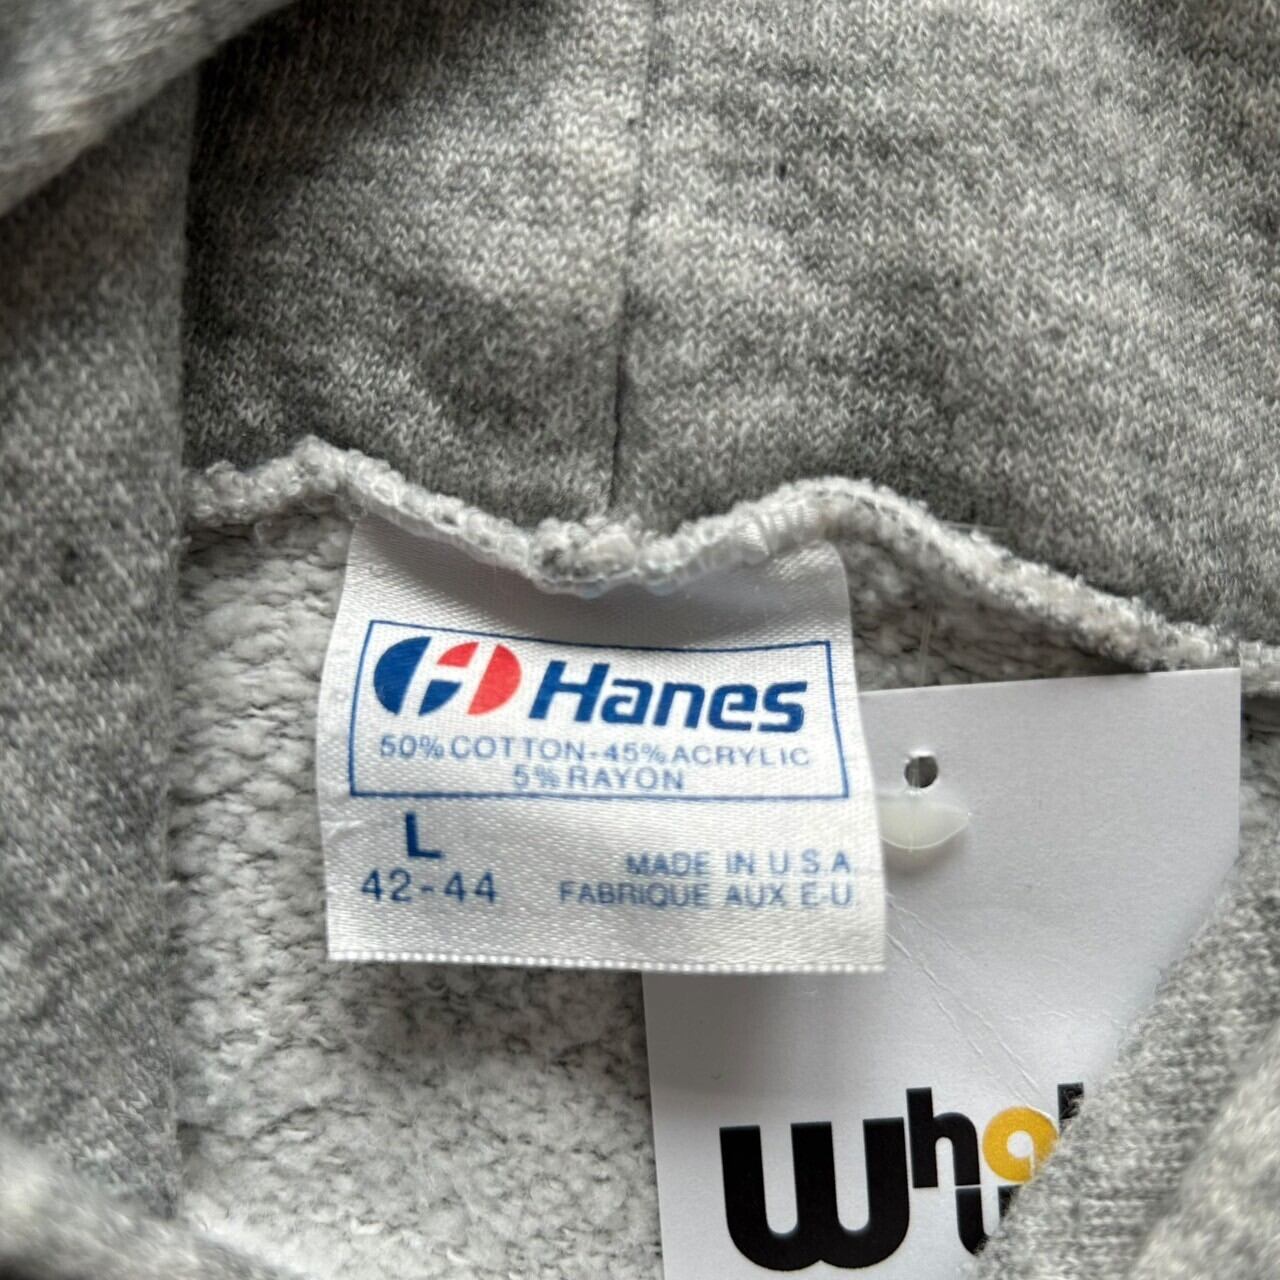 Hanes
50% COTTON-45% ACRYLIC
5% RAYON
L
42-44
MADE IN U.S.A.
FABRIQUE AUX E-U